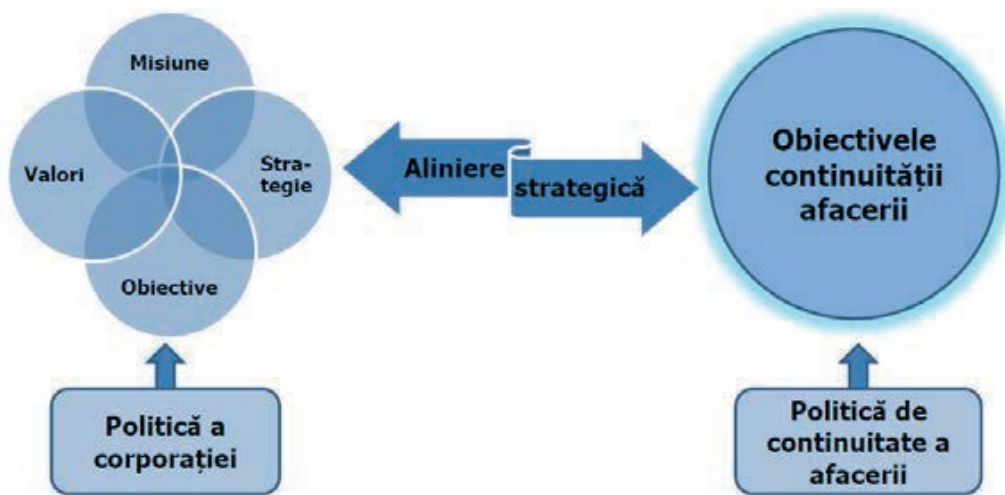 Misiune
Valori
Stra-
tegie
Obiective
Aliniere
strategică
Obiectivele
continuității
afacerii
Politică a
corporației
Politică de
continuitate a
afacerii